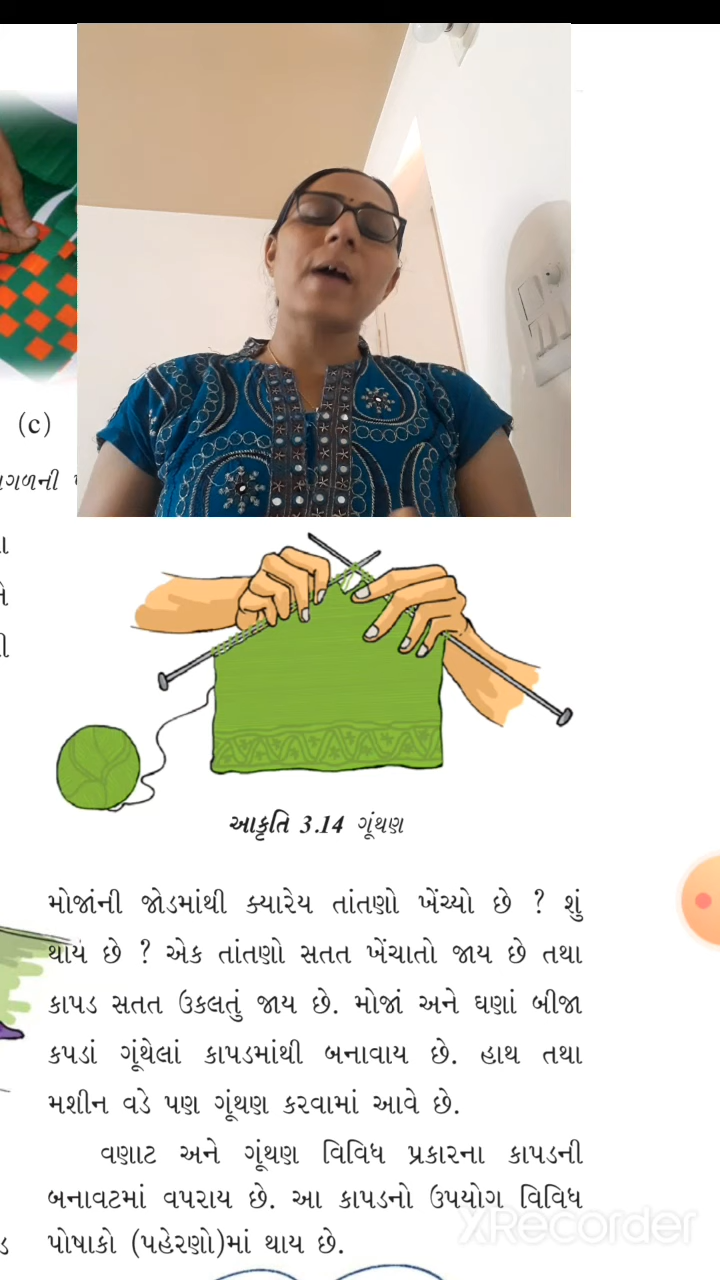 (c)
આકૃતિ 3.14 ગૂંથણ
મોજાંની જોડમાંથી ક્યારેય તાંતણો ખેંચ્યો છે ? શું
થાય છે ? એક તાંતણો સતત ખેંચાતો જાય છે તથા
કાપડ સતત ઉકલતું જાય છે. મોજાં અને ઘણાં બીજા
કપડાં ગૂંથેલાં કાપડમાંથી બનાવાય છે. હાથ તથા
મશીન વડે પણ ગૂંથણ કરવામાં આવે છે.
વણાટ અને ગૂંથણ વિવિધ પ્રકારના કાપડની
બનાવટમાં વપરાય છે. આ કાપડનો ઉપયોગ વિવિધ
પોષાકો (પહેરણો)માં થાય છે.
XRecorder